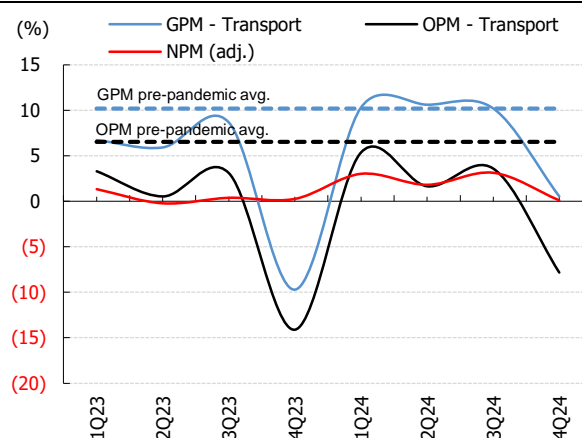 (%)
GPM - Transport
OPM - Transport
NPM (adj.)
15
GPM pre-pandemic avg.
10
OPM pre-pandemic avg.
5
0
(5)
(10)
(15)
(20)
1Q23
2Q23
3Q23
4Q23
1Q24
2Q24
3Q24
4Q24